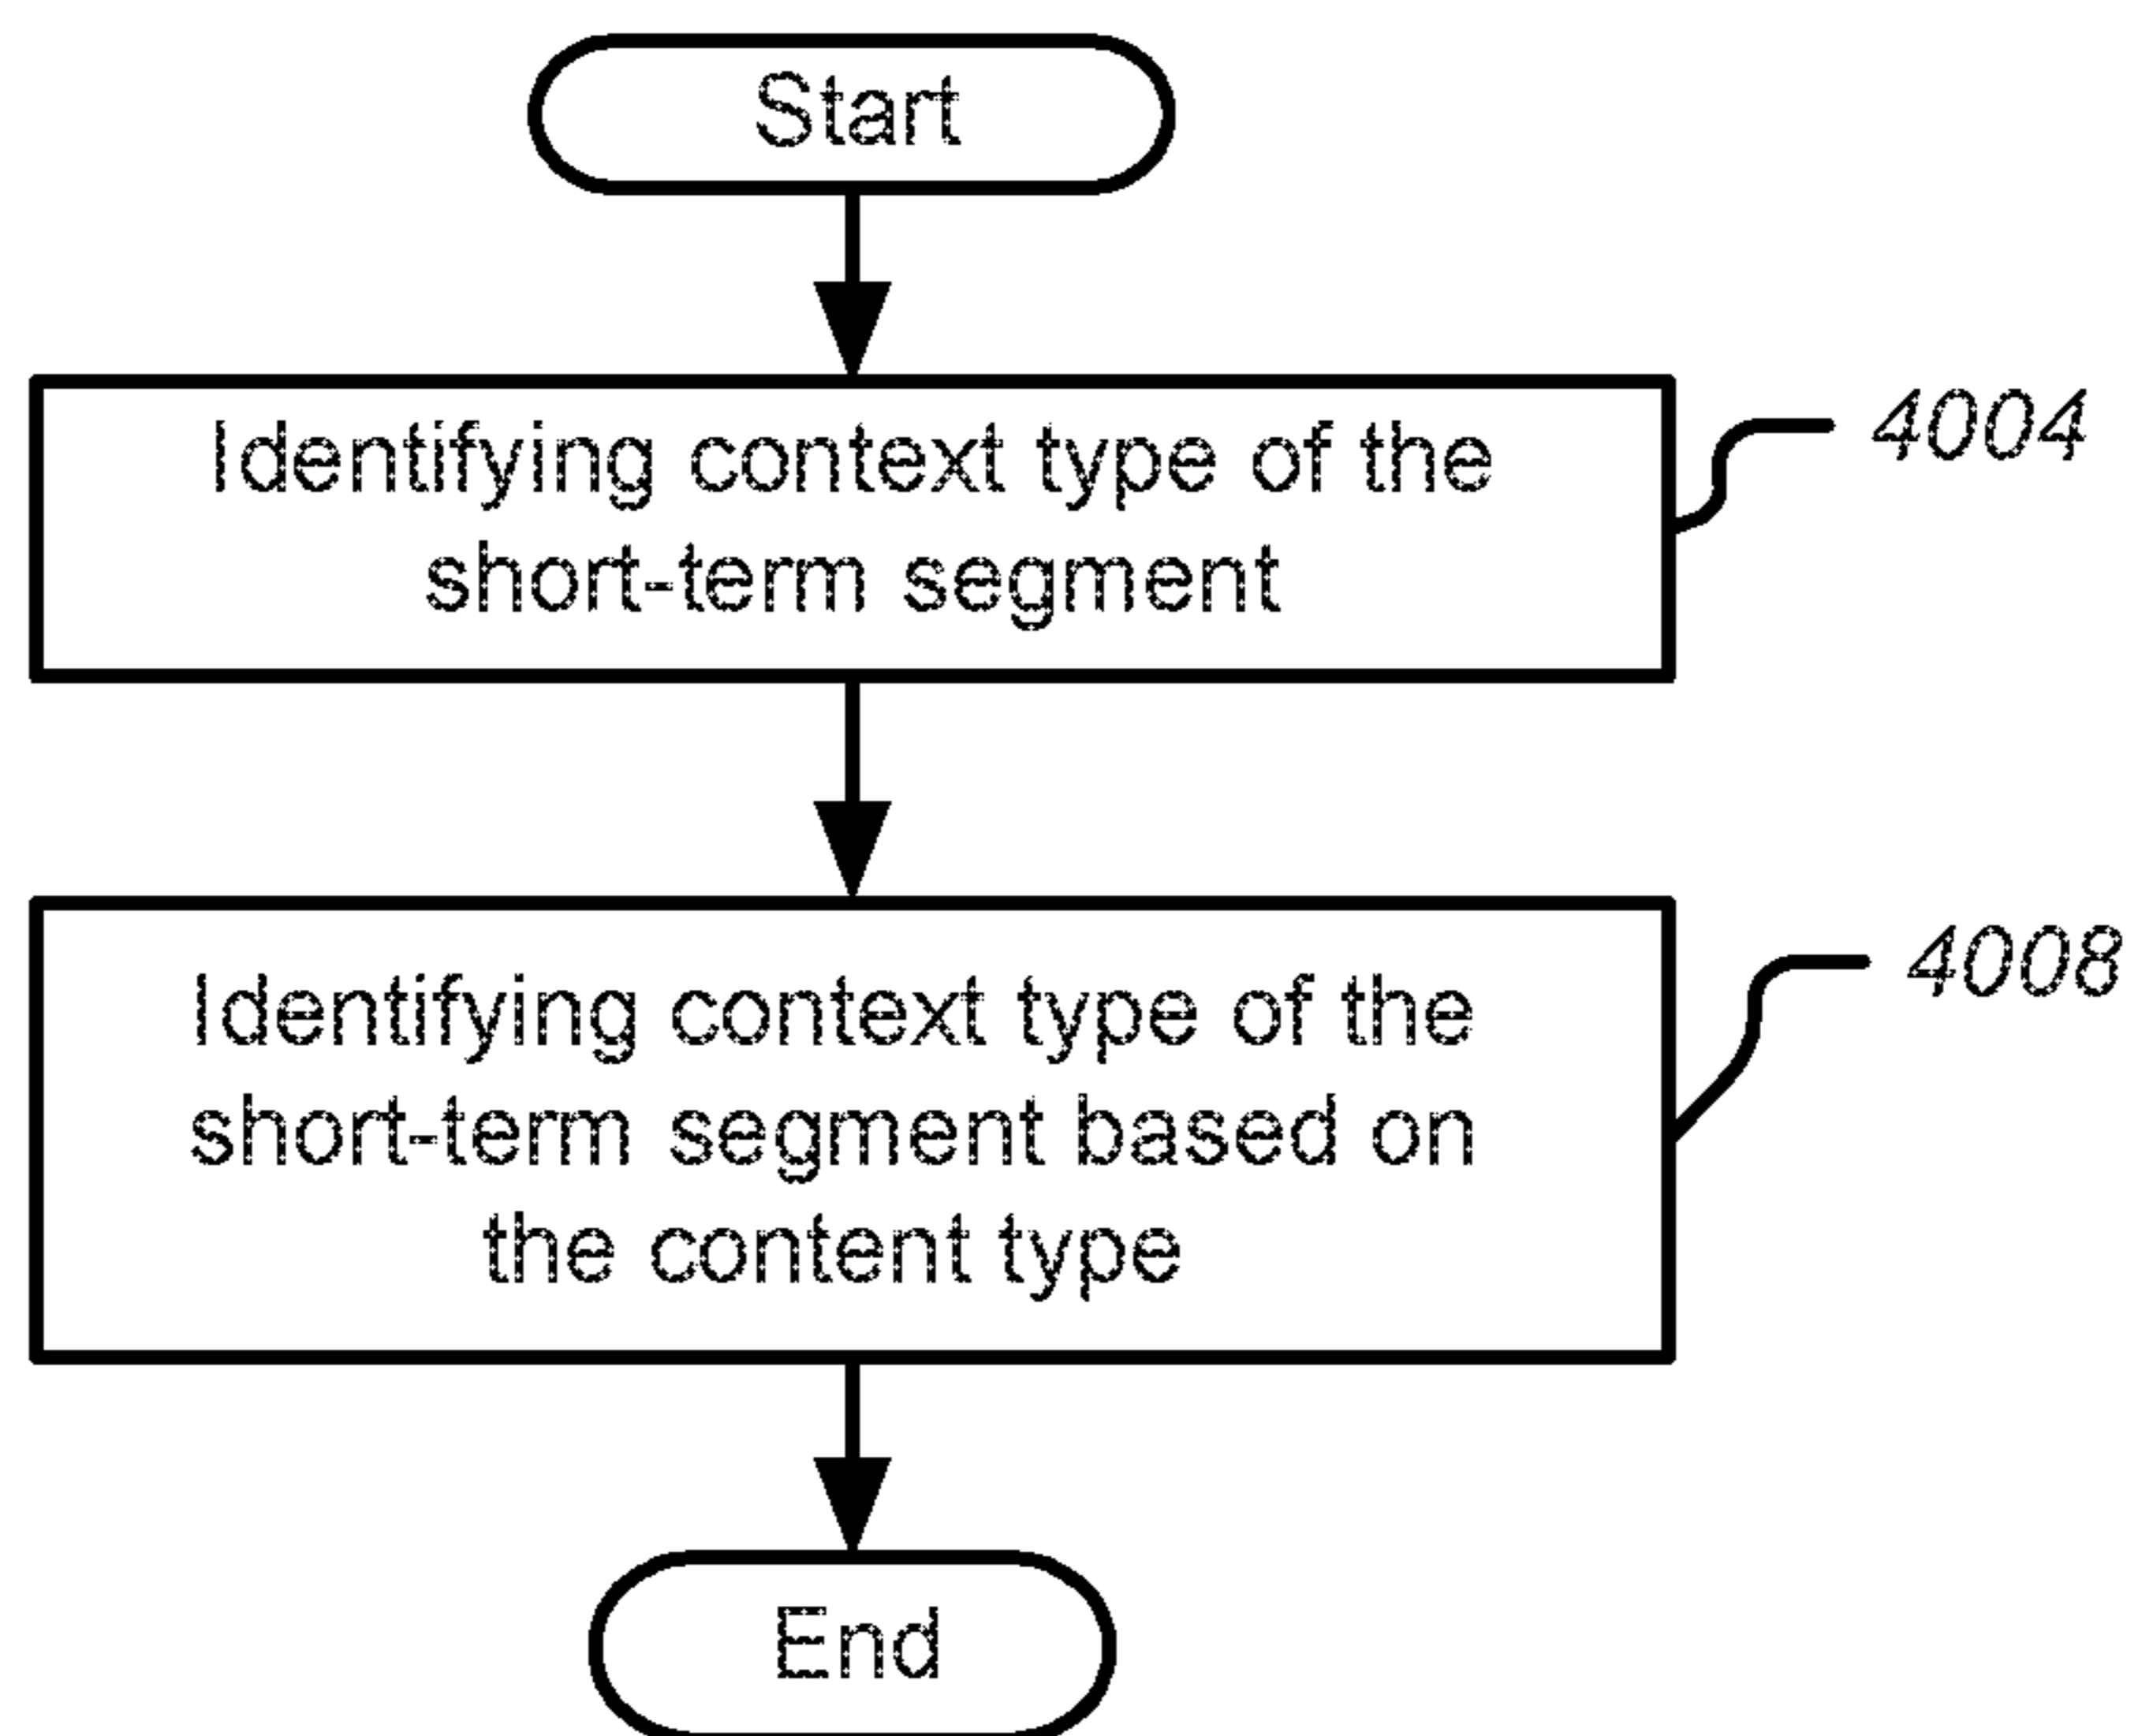 Start
Identifying context type of the
short-term segment
4004
Identifying context type of the
short-term segment based on
the content type
4008
End